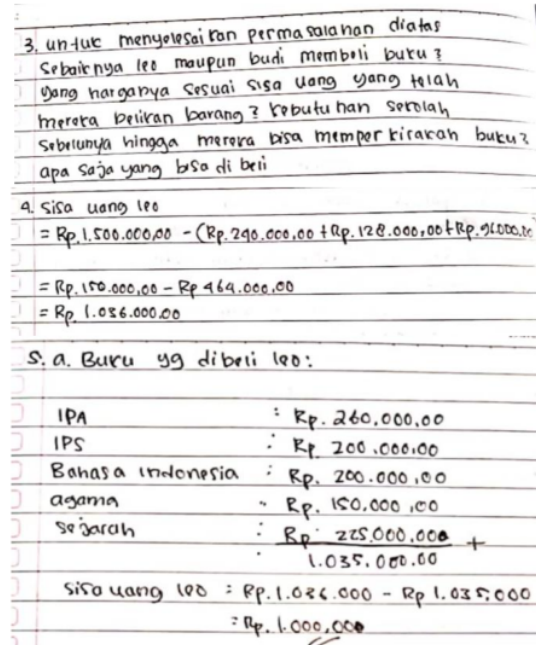 3. untuk menyelesaikan permasalahan diatas
sebaiknya leo maupun budi membeli buku?
yang harganya sesuai sisa uang yang telah
mereka belikan barang? kebutuhan sekolah
sebelunya hingga mereka bisa memperkirakan buku?
apa saja yang bisa di beli
4. sisa uang leo
= Rp. 1.500.000,00 - (Rp. 240.000,00 + Rp. 128.000,00 + Rp. 96.000,00
= Rp. 150.000,00 - Rp 464.000,00
= Rp. 1.036.000.00
5. a. Buku yg dibeli leo:
IPA : Rp. 260.000,00
IPS : Rp. 200.000,00
Bahasa indonesia : Rp. 200.000,00
agama : Rp. 150.000,00
sejarah : Rp. 225.000,000 +
1.035.000.00
sisa uang leo = Rp. 1.036.000 - Rp 1.035.000
= Rp. 1.000,000